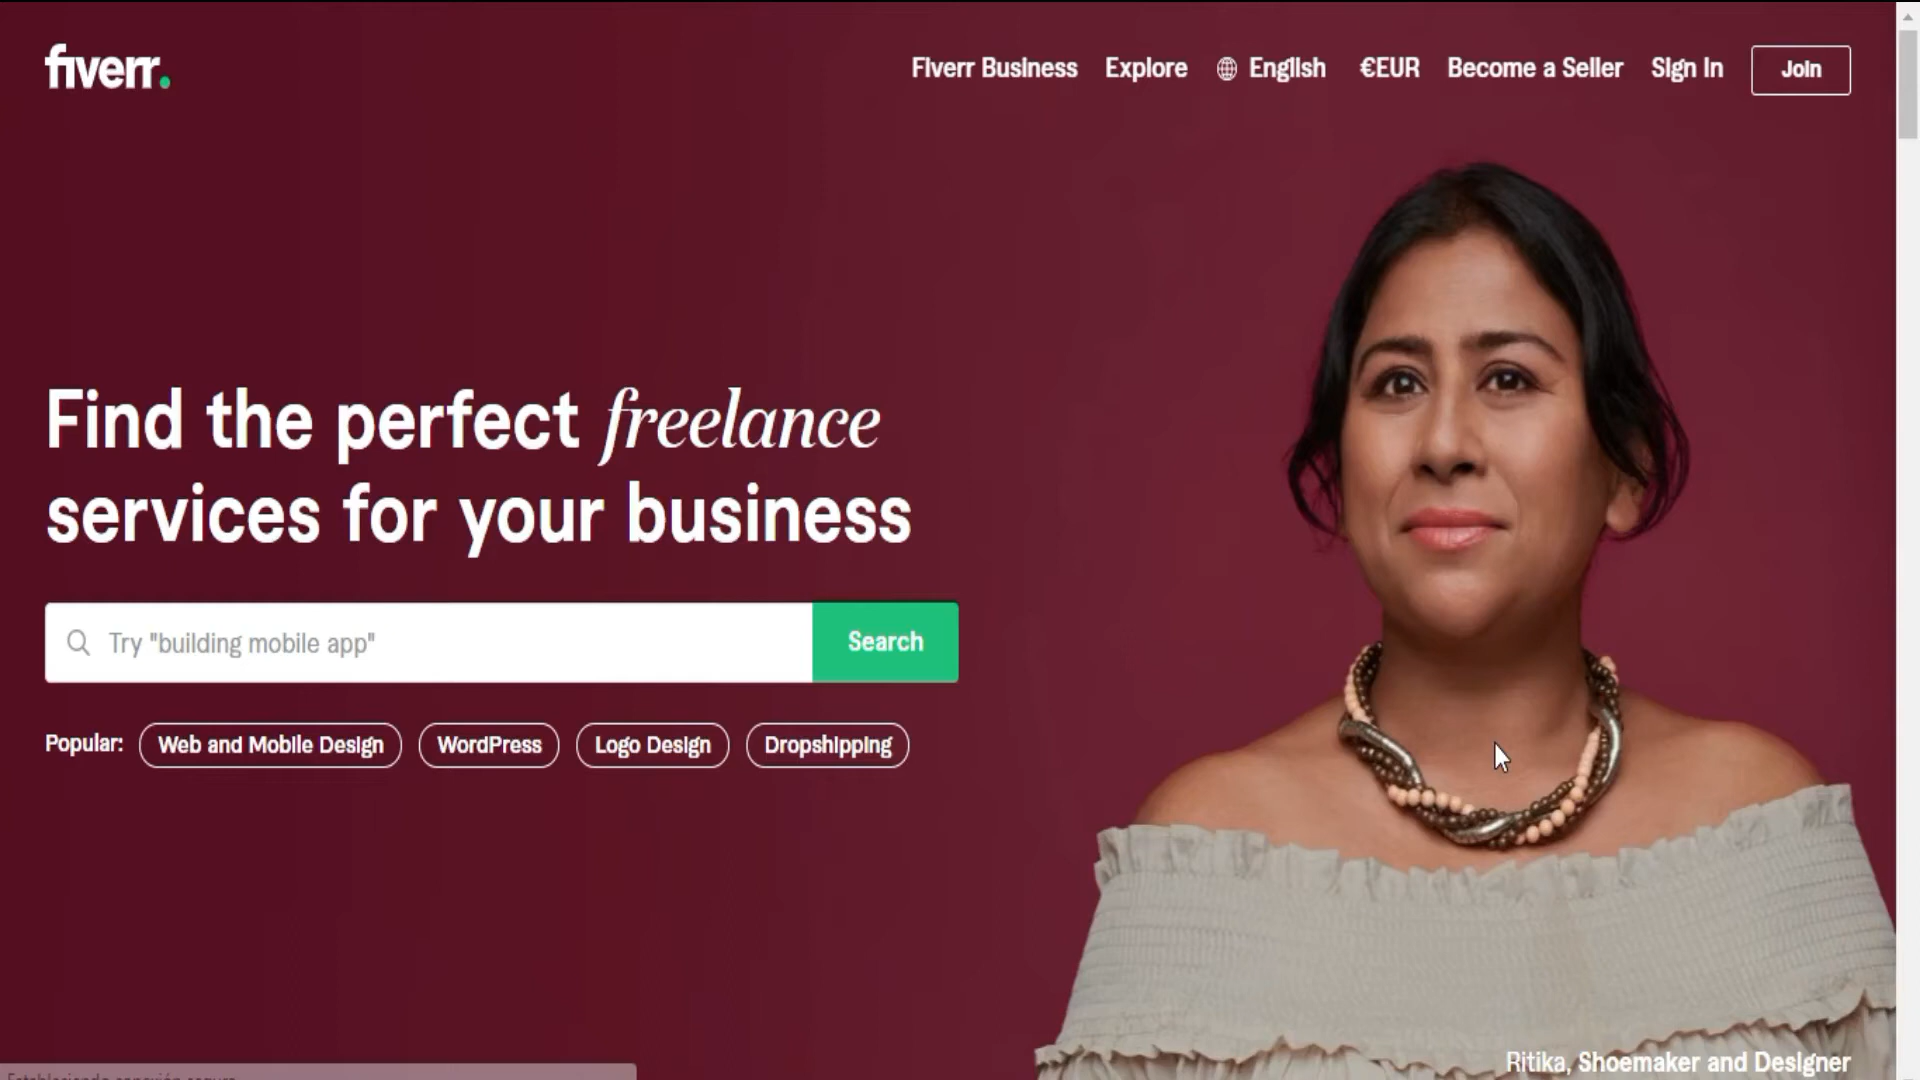 fiverr.
Fiverr Business
Explore
English
€EUR
Become a Seller
Sign In
Join
Find the perfect freelance
services for your business
Try "building mobile app"
Search
Popular:
Web and Mobile Design
WordPress
Logo Design
Dropshipping
Ritika, Shoemaker and Designer